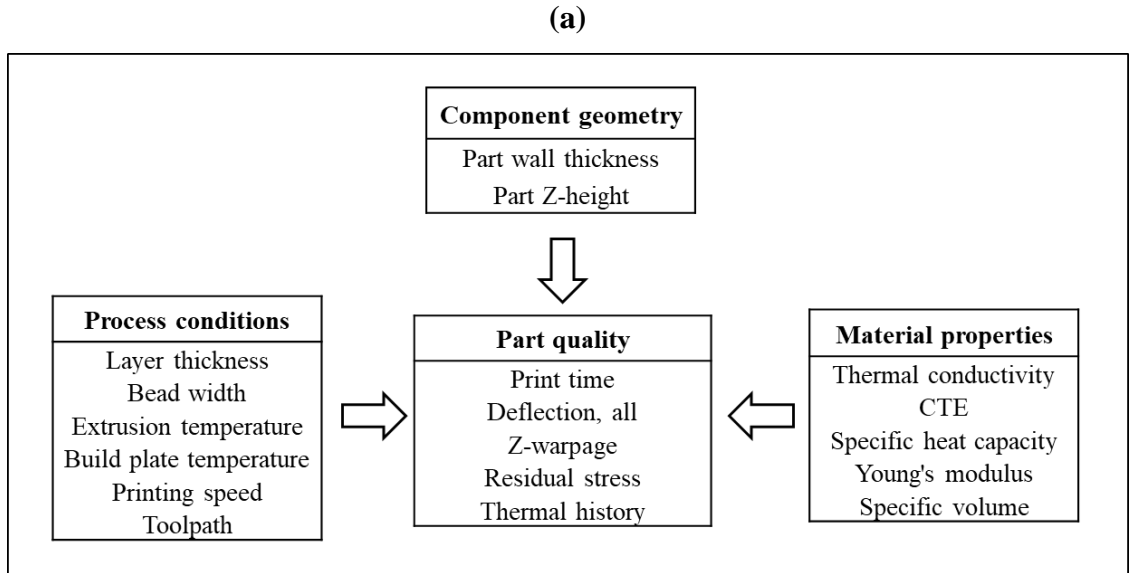 (a)
Component geometry
Part wall thickness
Part Z-height
Process conditions
Layer thickness
Bead width
Extrusion temperature
Build plate temperature
Printing speed
Toolpath
Part quality
Print time
Deflection, all
Z-warpage
Residual stress
Thermal history
Material properties
Thermal conductivity
CTE
Specific heat capacity
Young's modulus
Specific volume